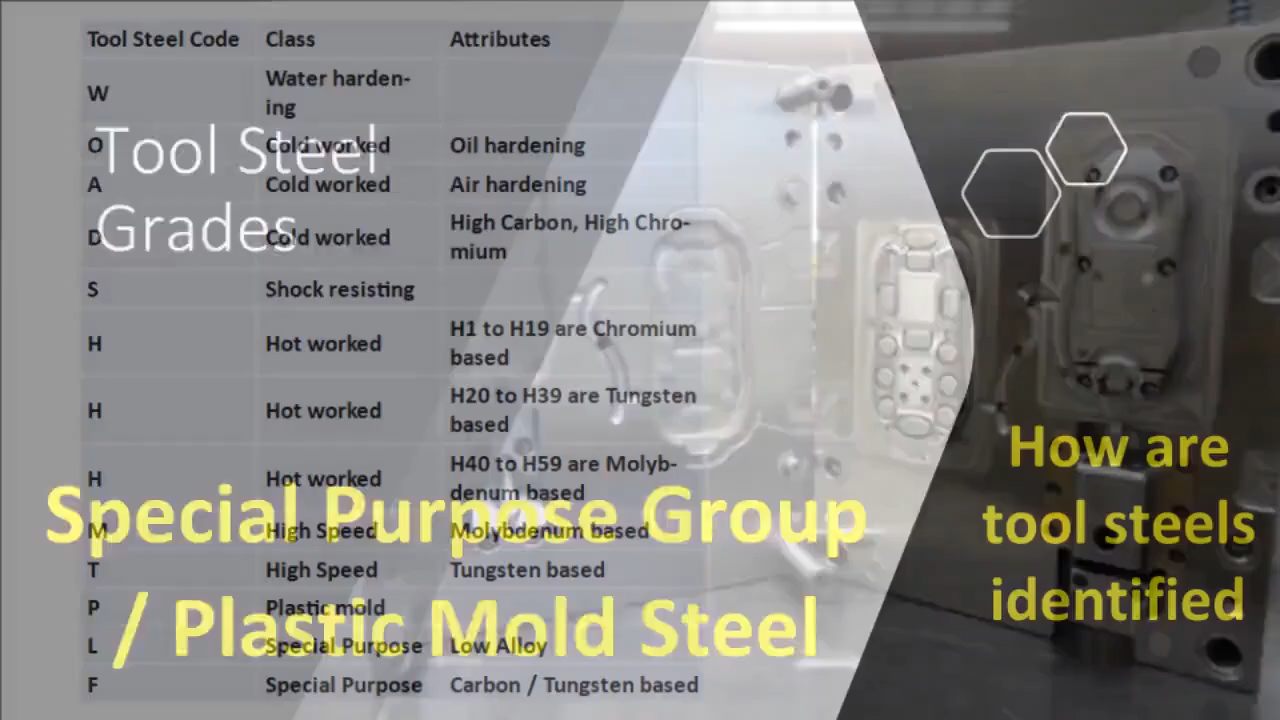 Tool Steel Code Class Attributes
W Water harden-
ing
O Cold worked Oil hardening
A Cold worked Air hardening
D Cold worked High Carbon, High Chro-
mium
S Shock resisting
H Hot worked H1 to H19 are Chromium
based
H Hot worked H20 to H39 are Tungsten
based
H Hot worked H40 to H59 are Molyb-
denum based
M High Speed Molybdenum based
T High Speed Tungsten based
P Plastic mold
L Special Purpose Low Alloy
F Special Purpose Carbon / Tungsten based
Tool Steel
Grades
Special Purpose Group
/ Plastic Mold Steel
How are
tool steels
identified